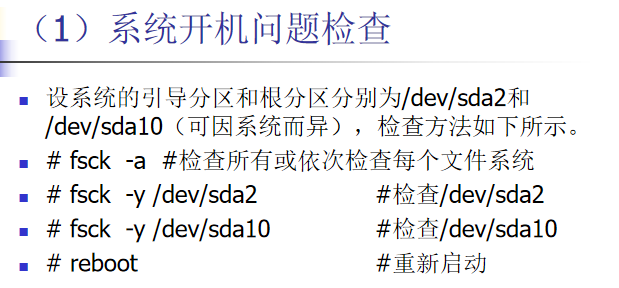 （1）系统开机问题检查
设系统的引导分区和根分区分别为/dev/sda2和
/dev/sda10（可因系统而异），检查方法如下所示。
# fsck -a #检查所有或依次检查每个文件系统
# fsck -y /dev/sda2 #检查/dev/sda2
# fsck -y /dev/sda10 #检查/dev/sda10
# reboot #重新启动